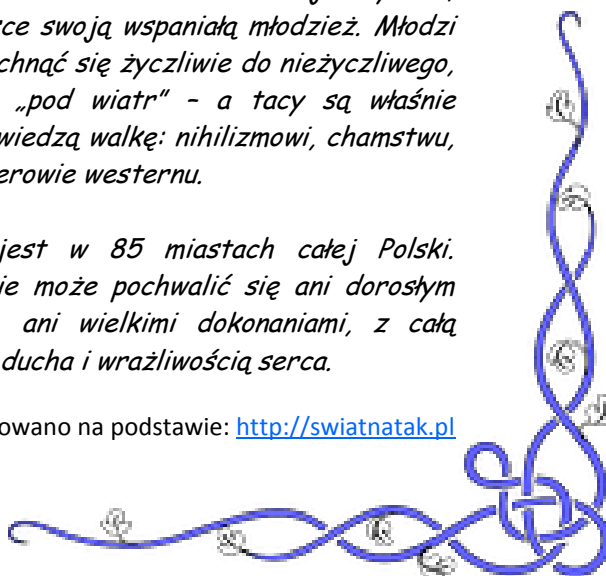 ce swoją wspaniałą młodzież. Młodzi
chnąć się życzliwie do nieżyczliwego,
„pod wiatr" – a tacy są właśnie
wiedzą walkę: nihilizmowi, chamstwu,
erowie westernu.
jest w 85 miastach całej Polski.
ie może pochwalić się ani dorosłym
ani wielkimi dokonaniami, z całą
ducha i wrażliwością serca.
owano na podstawie: http://swiatnatak.pl